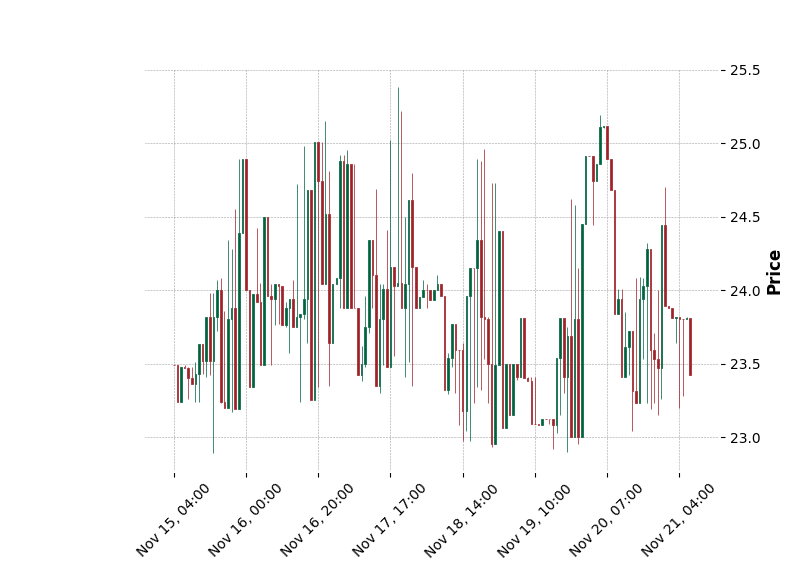 25.5
25.0
24.5
24.0
23.5
23.0
Price
Nov 15, 04:00
Nov 16, 00:00
Nov 16, 20:00
Nov 17, 17:00
Nov 18, 14:00
Nov 19, 10:00
Nov 20, 07:00
Nov 21, 04:00